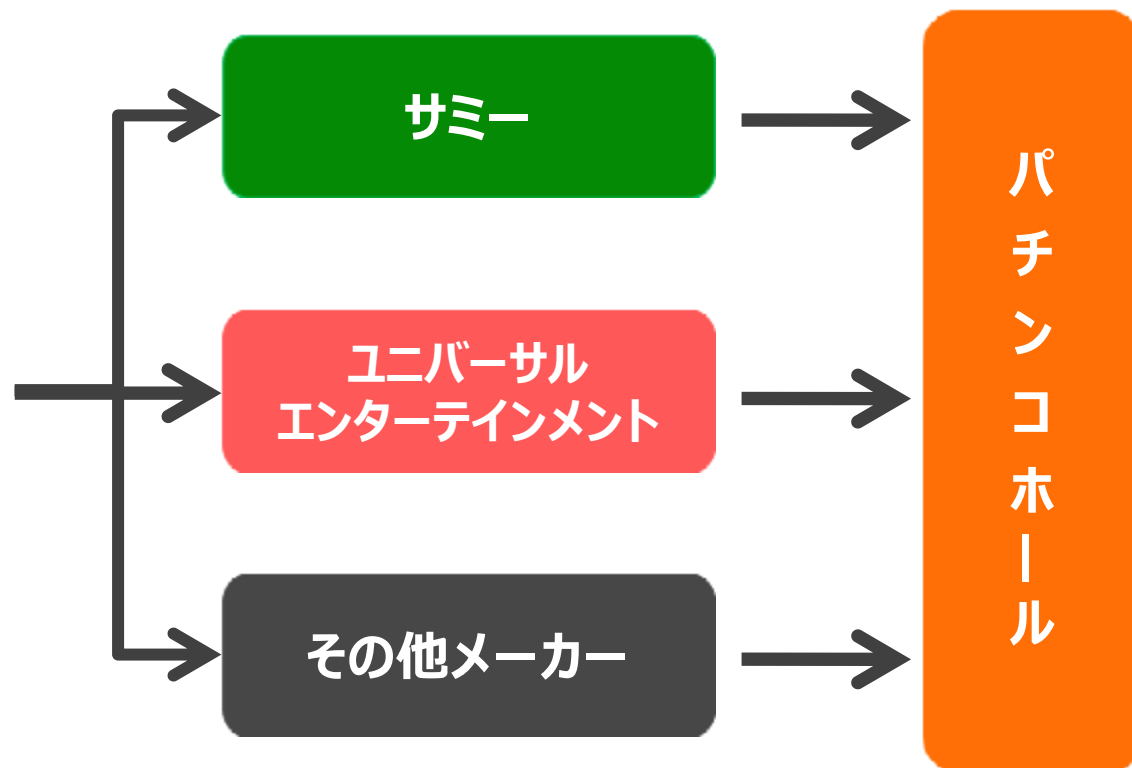 サミー
ユニバーサル
エンターテインメント
その他メーカー
パチンコホール